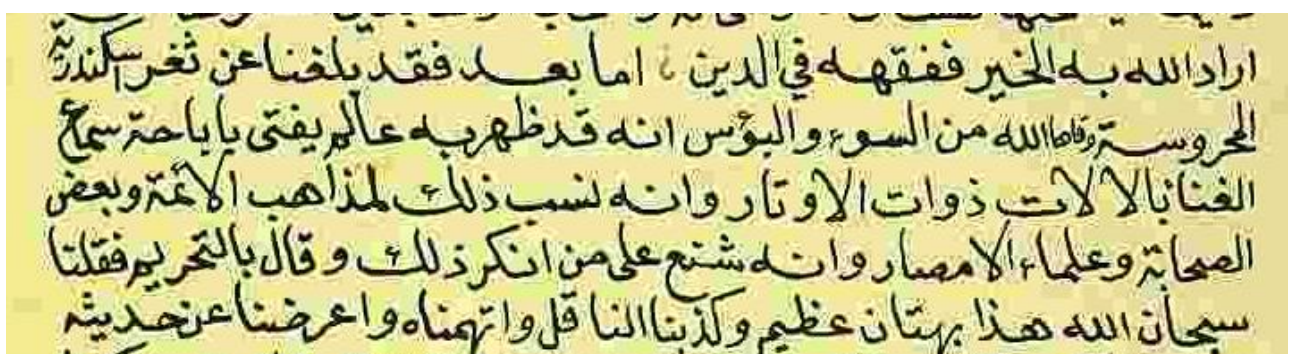 اراد الله به الخير ففقهه في الدين اما بعد فقد بلغنا عن ثغر اسكندرية
المحروسة وقاها الله من السوء والبؤس انه قد ظهر به عالم يفتى باباحة سماع
الغنا بالالات ذوات الاوتار وانه نسب ذلك لمذاهب الائمة وبعض
الصحابة وعلماء الامصار وانه شنع على من انكر ذلك وقال بالتحريم فقلنا
سبحان الله هذا بهتان عظيم وكذبنا الناقل واتهمناه واعرضنا عن حديثه